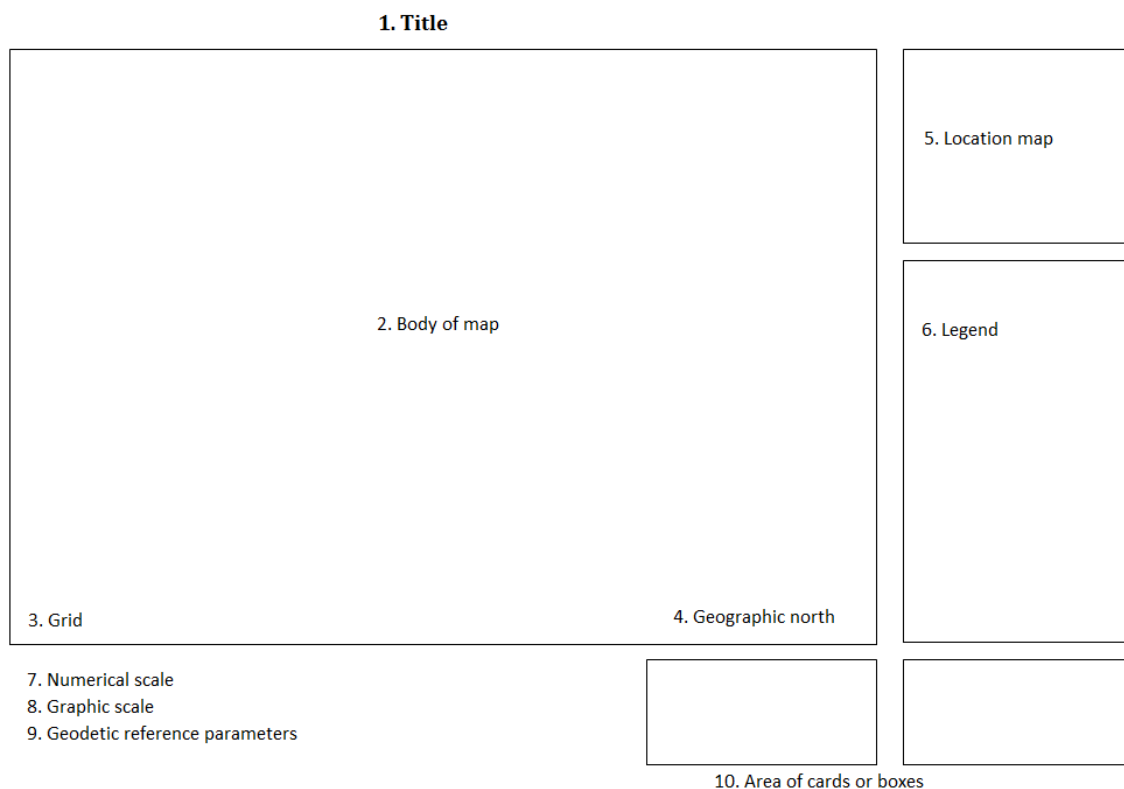 1. Title
5. Location map
2. Body of map
6. Legend
3. Grid
4. Geographic north
7. Numerical scale
8. Graphic scale
9. Geodetic reference parameters
10. Area of cards or boxes